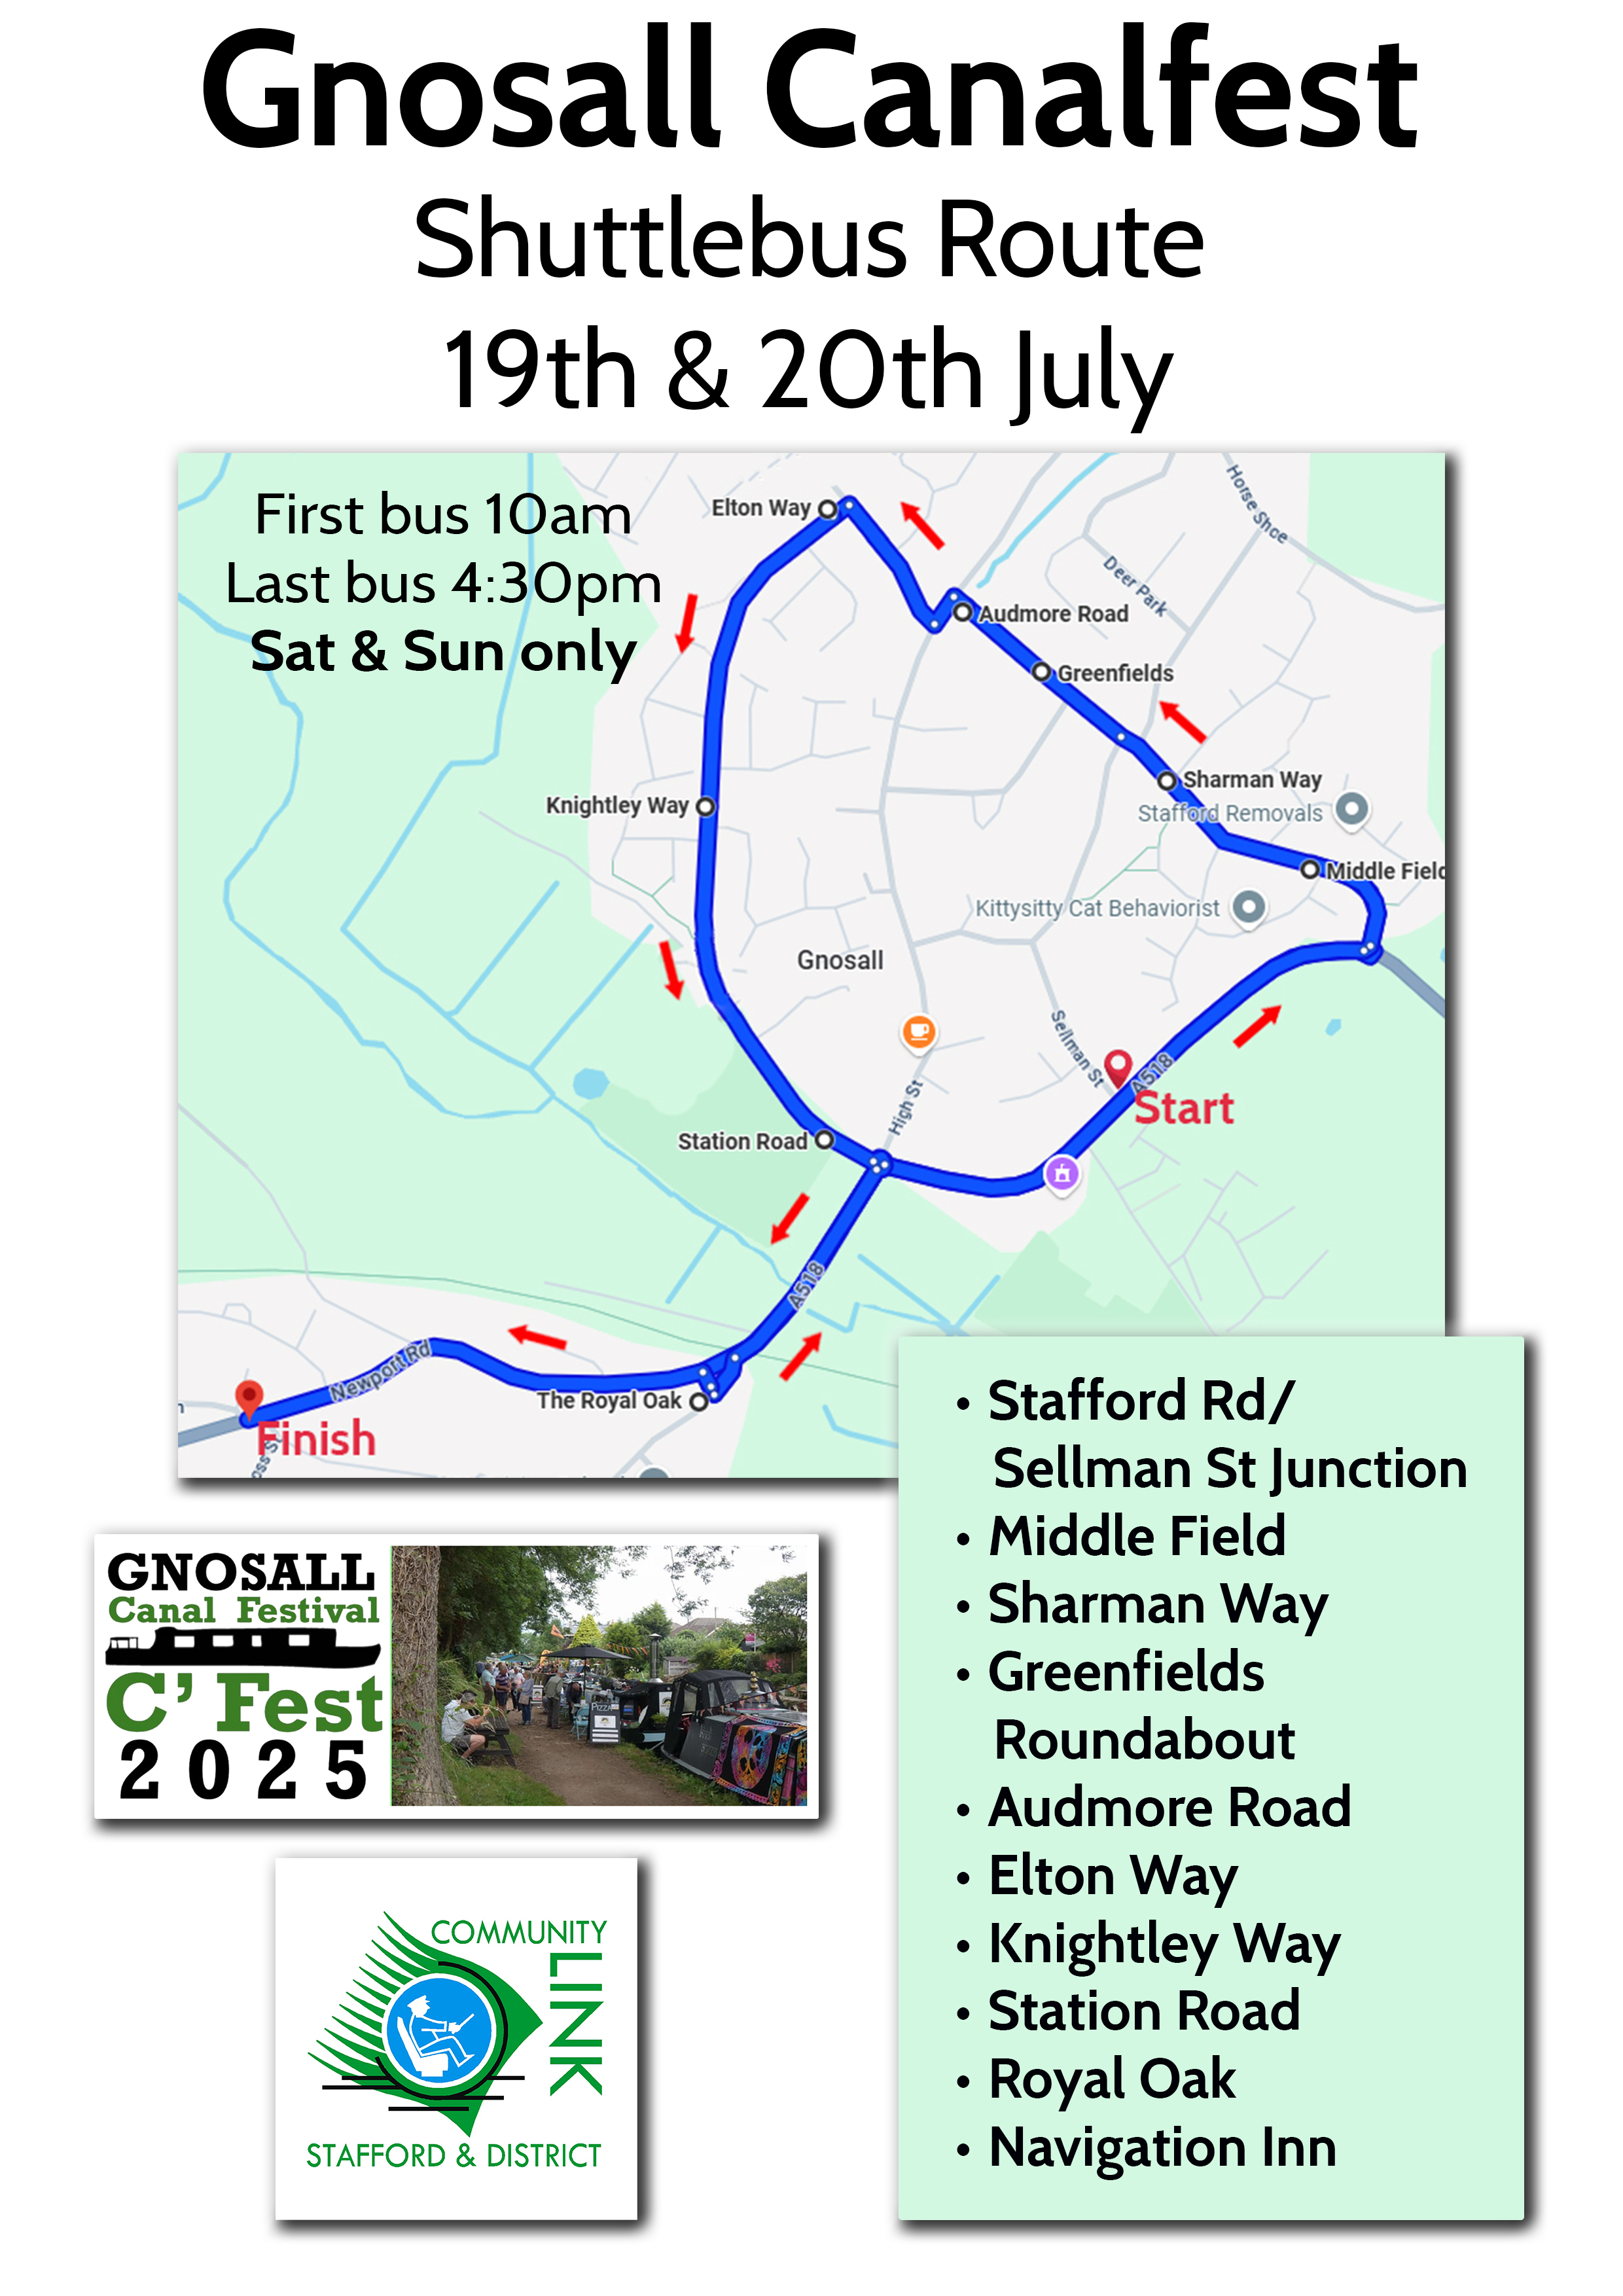 Gnosall Canalfest
Shuttlebus Route
19th & 20th July
First bus 10am
Last bus 4:30pm
Sat & Sun only
Elton Way
Horse Shoe
Deer Park
Audmore Road
Greenfields
Sharman Way
Stafford Removals
Knightley Way
Middle Field
Kittysitty Cat Behaviorist
Gnosall
Sellman St
A518
Start
High St
Station Road
A518
Newport Rd
The Royal Oak
Finish
• Stafford Rd/
Sellman St Junction
• Middle Field
• Sharman Way
• Greenfields
Roundabout
• Audmore Road
• Elton Way
• Knightley Way
• Station Road
• Royal Oak
• Navigation Inn
GNOSALL
Canal Festival
C' Fest
2025
PIZZA
COMMUNITY
LINK
STAFFORD & DISTRICT